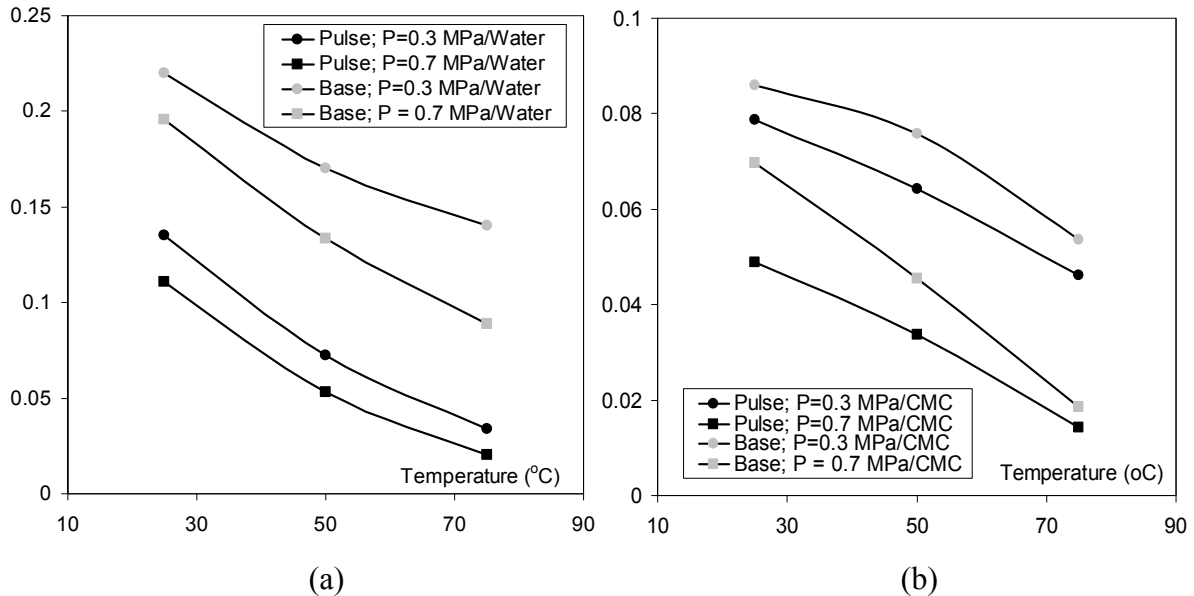 0.25
0.2
0.15
0.1
0.05
0
Pulse; P=0.3 MPa/Water
Pulse; P=0.7 MPa/Water
Base; P=0.3 MPa/Water
Base; P = 0.7 MPa/Water
Temperature (°C)
10 30 50 70 90
(a)
0.1
0.08
0.06
0.04
0.02
0
Pulse; P=0.3 MPa/CMC
Pulse; P=0.7 MPa/CMC
Base; P=0.3 MPa/CMC
Base; P = 0.7 MPa/CMC
Temperature (oC)
10 30 50 70 90
(b)